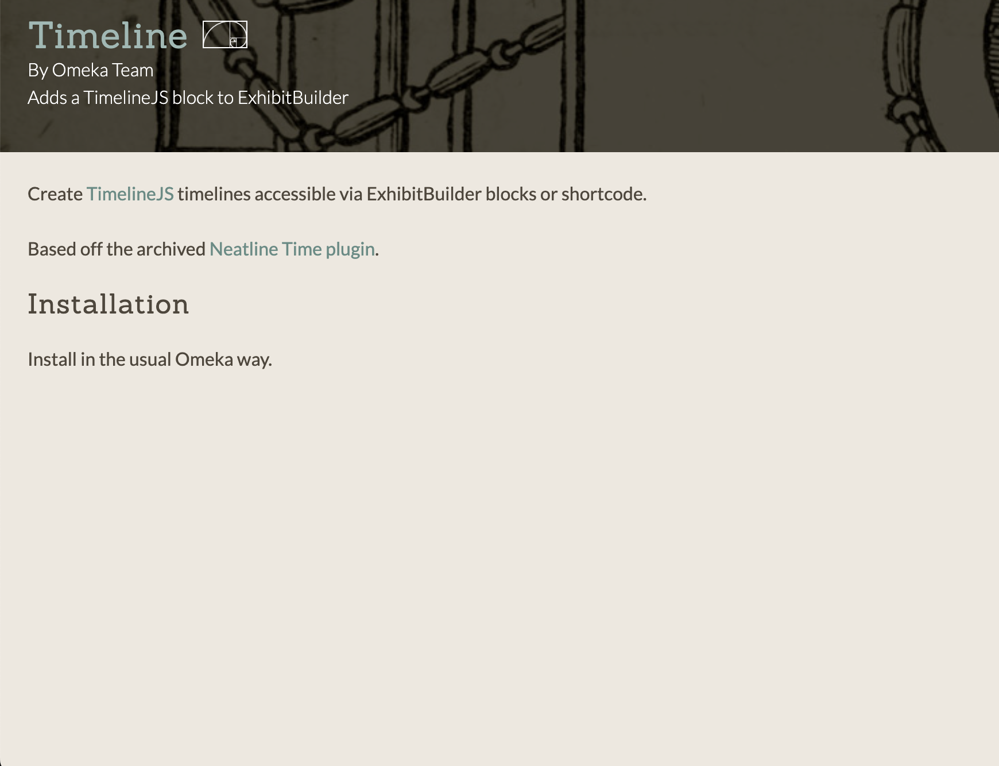 Timeline
By Omeka Team
Adds a TimelineJS block to ExhibitBuilder
Create TimelineJS timelines accessible via ExhibitBuilder blocks or shortcode.
Based off the archived Neatline Time plugin.
Installation
Install in the usual Omeka way.